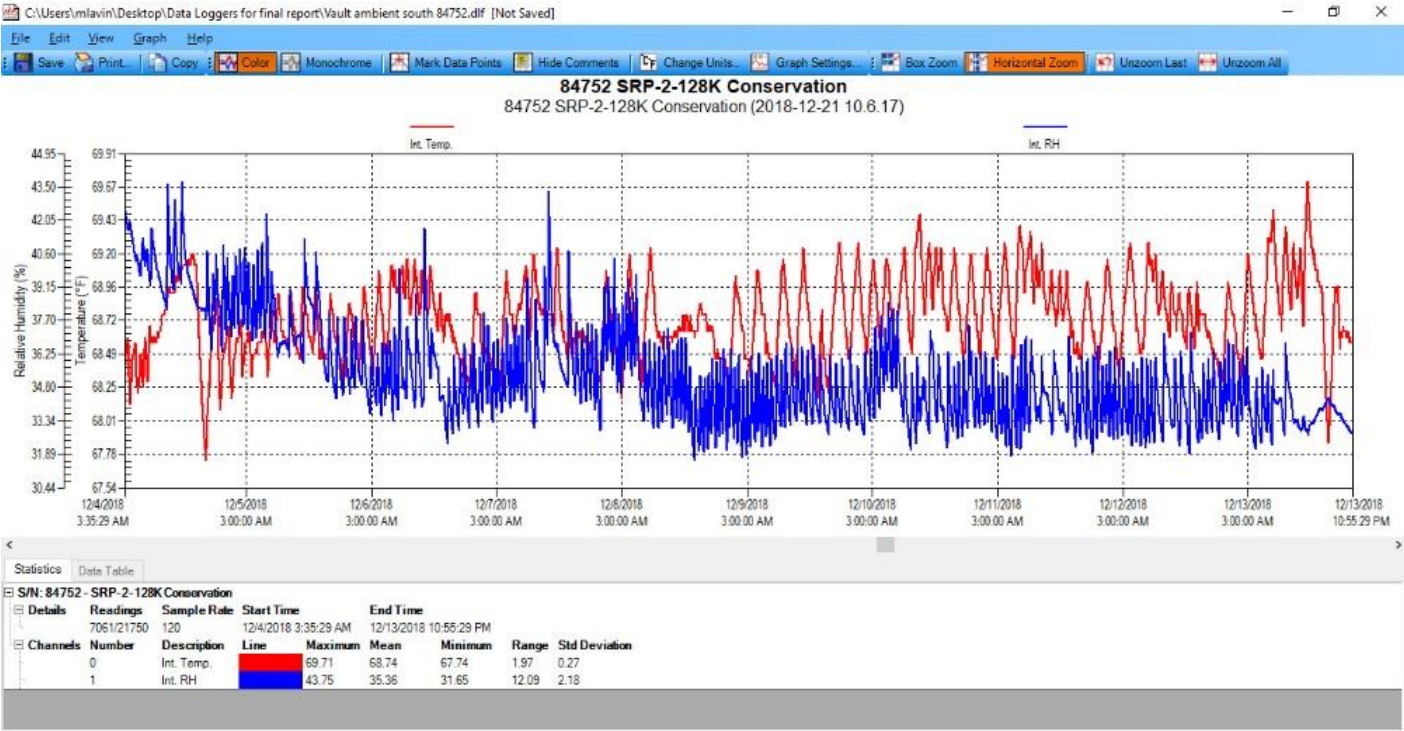 C:\Users\mlavin\Desktop\Data Loggers for final report\Vault ambient south 84752.dlf [Not Saved]
File Edit View Graph Help
Save Print... Copy Color Monochrome Mark Data Points Hide Comments Change Units... Graph Settings... Box Zoom Horizontal Zoom Unzoom Last Unzoom All
84752 SRP-2-128K Conservation
84752 SRP-2-128K Conservation (2018-12-21 10.6.17)
Int. Temp. Int. RH
Relative Humidity (%)
Temperature (°F)
44.95 69.91
43.50 69.67
42.05 69.43
40.60 69.20
39.15 68.96
37.70 68.72
36.25 68.49
34.80 68.25
33.34 68.01
31.89 67.78
30.44 67.54
12/4/2018 12/5/2018 12/6/2018 12/7/2018 12/8/2018 12/9/2018 12/10/2018 12/11/2018 12/12/2018 12/13/2018 12/13/2018
3:35:29 AM 3:00:00 AM 3:00:00 AM 3:00:00 AM 3:00:00 AM 3:00:00 AM 3:00:00 AM 3:00:00 AM 3:00:00 AM 3:00:00 AM 10:55:29 PM
Statistics Data Table
S/N: 84752 - SRP-2-128K Conservation
Details Readings Sample Rate Start Time End Time
7061/21750 120 12/4/2018 3:35:29 AM 12/13/2018 10:55:29 PM
Channels Number Description Line Maximum Mean Minimum Range Std Deviation
0 Int. Temp. 69.71 68.74 67.74 1.97 0.27
1 Int. RH 43.75 35.36 31.65 12.09 2.18